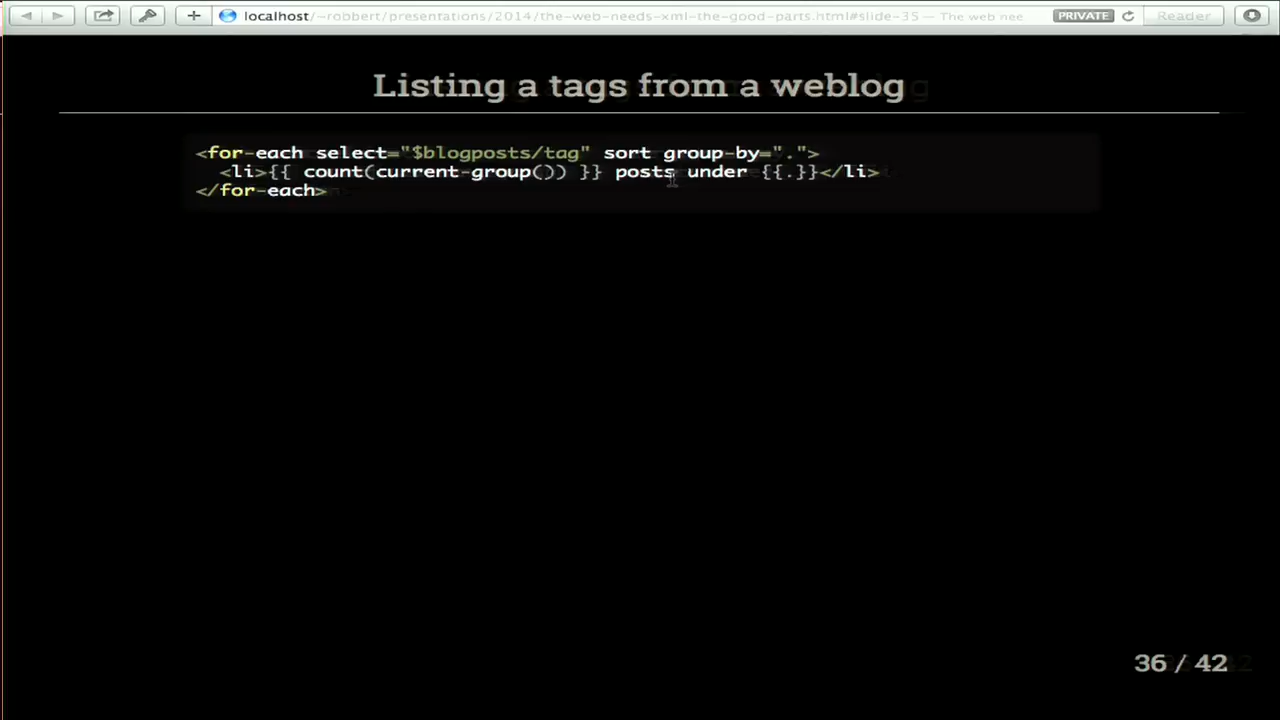 localhost/~robbert/presentations/2014/the-web-needs-xml-the-good-parts.html#slide-35 — The web nee
PRIVATE
Reader
Listing a tags from a weblog
<for-each select="$blogposts/tag" sort group-by=".">
<li>{{ count(current-group()) }} posts under {{.}}</li>
</for-each>
36 / 42